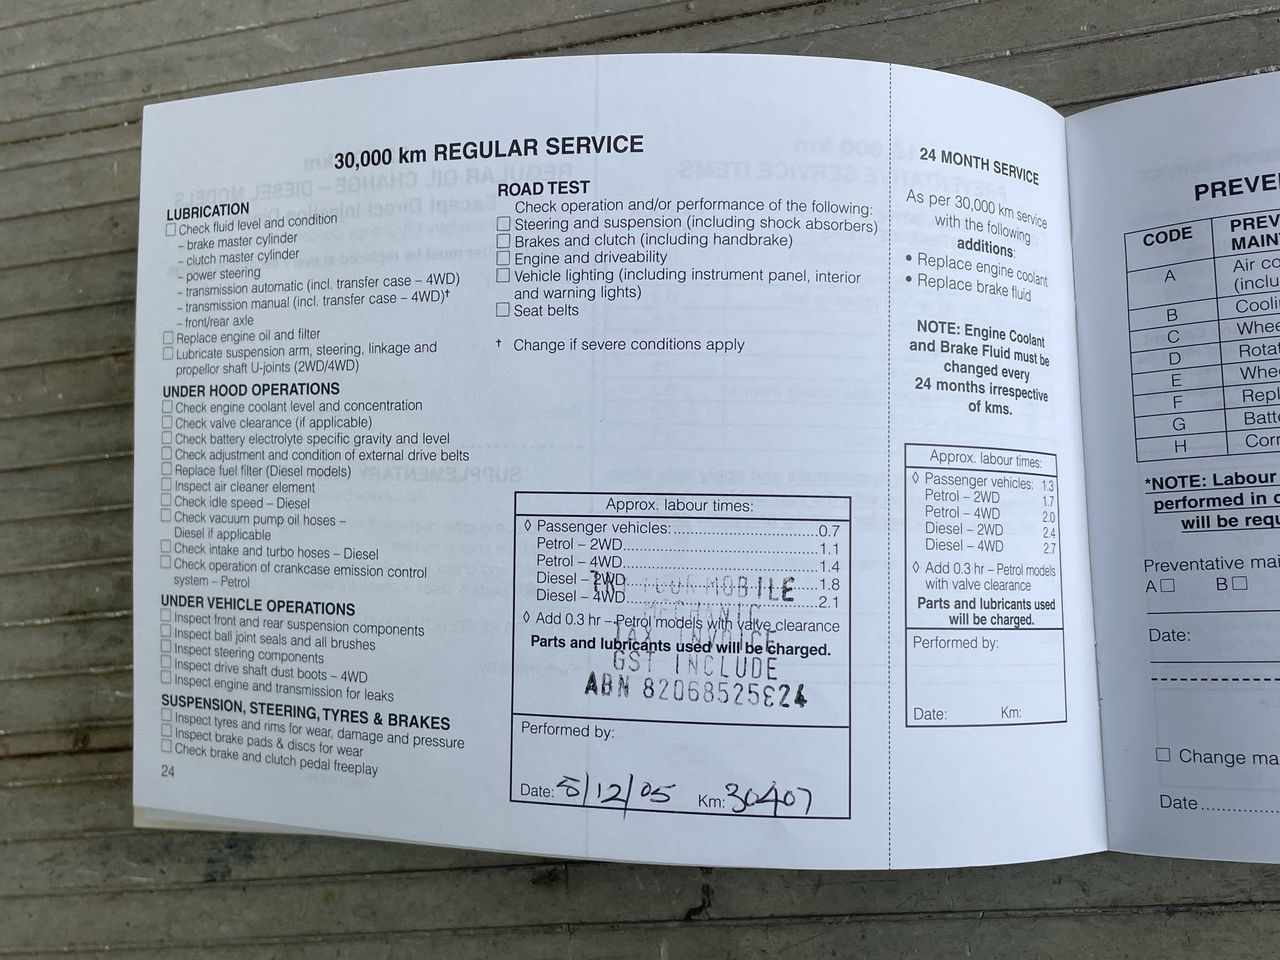 30,000 km REGULAR SERVICE
LUBRICATION
Check fluid level and condition
– brake master cylinder
– clutch master cylinder
– power steering
– transmission automatic (incl. transfer case – 4WD)
– transmission manual (incl. transfer case – 4WD)†
– front/rear axle
Replace engine oil and filter
Lubricate suspension arm, steering, linkage and
propellor shaft U-joints (2WD/4WD)
UNDER HOOD OPERATIONS
Check engine coolant level and concentration
Check valve clearance (if applicable)
Check battery electrolyte specific gravity and level
Check adjustment and condition of external drive belts
Replace fuel filter (Diesel models)
Inspect air cleaner element
Check idle speed – Diesel
Check vacuum pump oil hoses –
Diesel if applicable
Check intake and turbo hoses – Diesel
Check operation of crankcase emission control
system – Petrol
UNDER VEHICLE OPERATIONS
Inspect front and rear suspension components
Inspect ball joint seals and all brushes
Inspect steering components
Inspect drive shaft dust boots – 4WD
Inspect engine and transmission for leaks
SUSPENSION, STEERING, TYRES & BRAKES
Inspect tyres and rims for wear, damage and pressure
Inspect brake pads & discs for wear
Check brake and clutch pedal freeplay
24
ROAD TEST
Check operation and/or performance of the following:
Steering and suspension (including shock absorbers)
Brakes and clutch (including handbrake)
Engine and driveability
Vehicle lighting (including instrument panel, interior
and warning lights)
Seat belts
† Change if severe conditions apply
Approx. labour times:
◊ Passenger vehicles:..........0.7
Petrol – 2WD..........1.1
Petrol – 4WD..........1.4
Diesel – 2WD..........1.8
Diesel – 4WD..........2.1
◊ Add 0.3 hr – Petrol models with valve clearance
Parts and lubricants used will be charged.
MOBILE
MECHANIC
TAX INVOICE
GST INCLUDE
ABN 82068525824
Performed by:
Date: 5/12/05 Km: 30407
24 MONTH SERVICE
As per 30,000 km service
with the following
additions:
• Replace engine coolant
• Replace brake fluid
NOTE: Engine Coolant
and Brake Fluid must be
changed every
24 months irrespective
of kms.
Approx. labour times:
◊ Passenger vehicles: 1.3
Petrol – 2WD 1.7
Petrol – 4WD 2.0
Diesel – 2WD 2.4
Diesel – 4WD 2.7
◊ Add 0.3 hr – Petrol models
with valve clearance
Parts and lubricants used
will be charged.
Performed by:
Date: Km:
PREVE
CODE PREV
MAIN
A Air co
(inclu
B Coolin
C Whee
D Rotat
E Whee
F Repl
G Batte
H Corr
*NOTE: Labour
performed in
will be requ
Preventative mai
A B
Date:
Change ma
Date..........